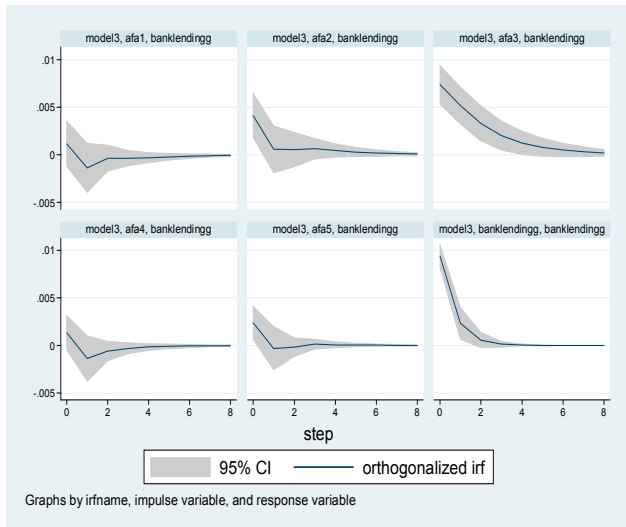 model3, afa1, banklendingg
model3, afa2, banklendingg
model3, afa3, banklendingg
.01
.005
0
-.005
model3, afa4, banklendingg
model3, afa5, banklendingg
model3, banklendingg, banklendingg
.01
.005
0
-.005
0 2 4 6 8
0 2 4 6 8
0 2 4 6 8
step
95% CI
orthogonalized irf
Graphs by irfname, impulse variable, and response variable